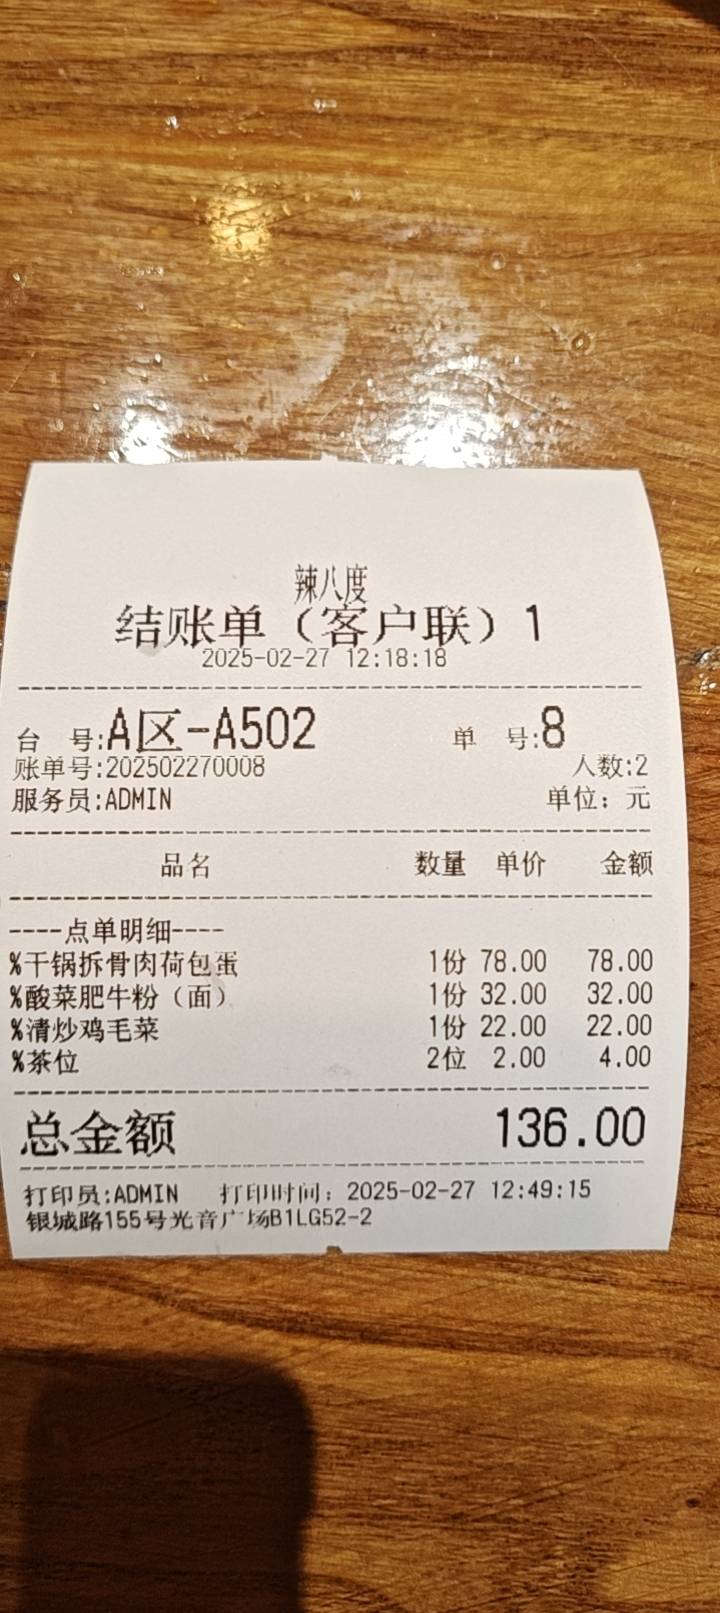 辣八度
结账单（客户联）1
2025-02-27 12:18:18
台 号:A区-A502 单 号:8
账单号:202502270008 人数:2
服务员:ADMIN 单位：元
品名 数量 单价 金额
----点单明细----
%干锅拆骨肉荷包蛋 1份 78.00 78.00
%酸菜肥牛粉（面） 1份 32.00 32.00
%清炒鸡毛菜 1份 22.00 22.00
%茶位 2位 2.00 4.00
总金额 136.00
打印员:ADMIN 打印时间：2025-02-27 12:49:15
银城路155号光音广场B1LG52-2